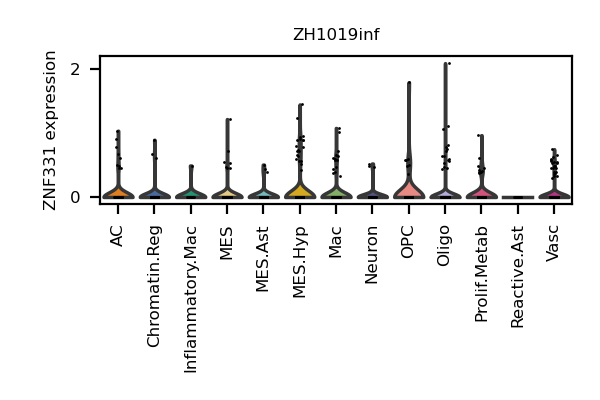 ZH1019inf
ZNF331 expression
2
0
AC
Chromatin.Reg
Inflammatory.Mac
MES
MES.Ast
MES.Hyp
Mac
Neuron
OPC
Oligo
Prolif.Metab
Reactive.Ast
Vasc